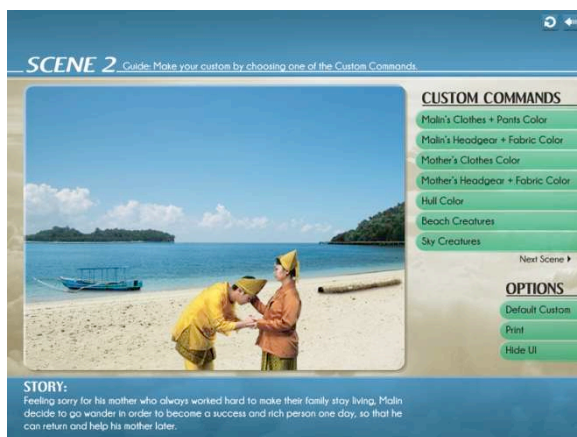 SCENE 2 Guide: Make your custom by choosing one of the Custom Commands.
CUSTOM COMMANDS
Malin's Clothes + Pants Color
Malin's Headgear + Fabric Color
Mother's Clothes Color
Mother's Headgear + Fabric Color
Hull Color
Beach Creatures
Sky Creatures
Next Scene
OPTIONS
Default Custom
Print
Hide UI
STORY:
Feeling sorry for his mother who always worked hard to make their family stay living, Malin
decide to go wander in order to become a success and rich person one day, so that he
can return and help his mother later.